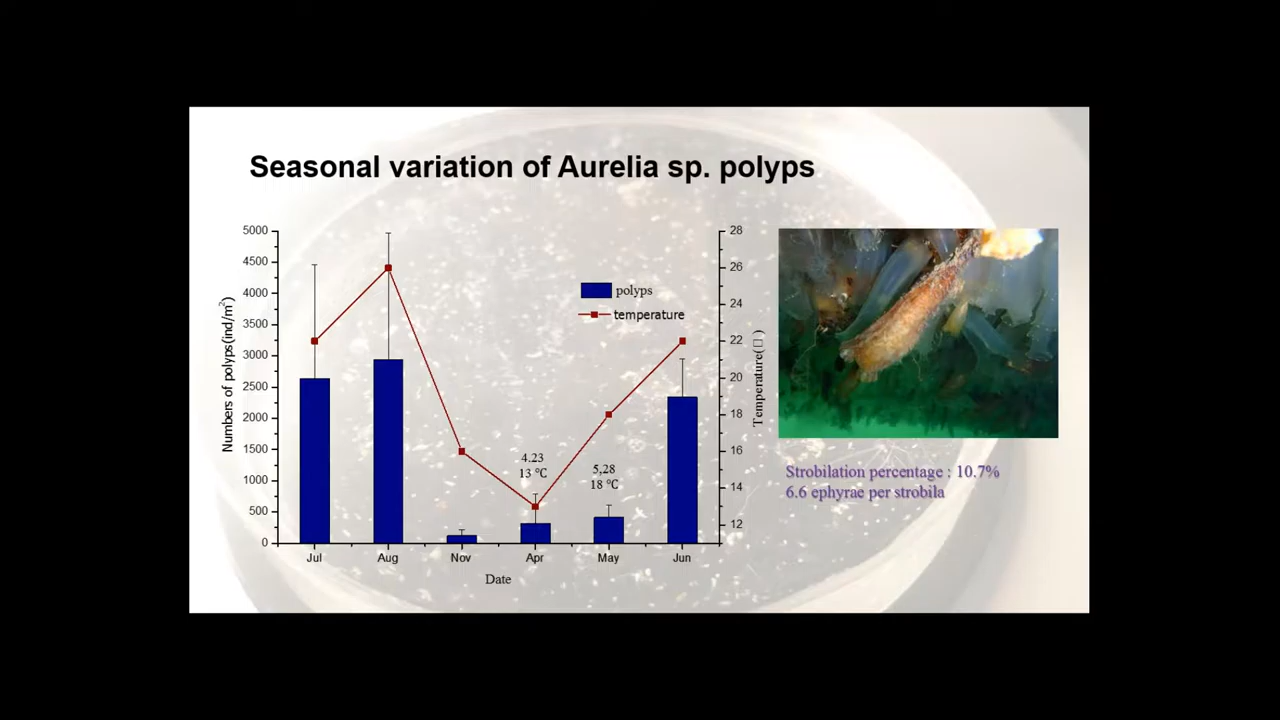 Seasonal variation of Aurelia sp. polyps
Numbers of polyps(ind/m²)
5000
4500
4000
3500
3000
2500
2000
1500
1000
500
0
polyps
temperature
4.23
13 ℃
5,28
18 ℃
28
26
24
22
20
18
16
14
12
Temperature(□)
Jul
Aug
Nov
Apr
May
Jun
Date
Strobilation percentage : 10.7%
6.6 ephyrae per strobila